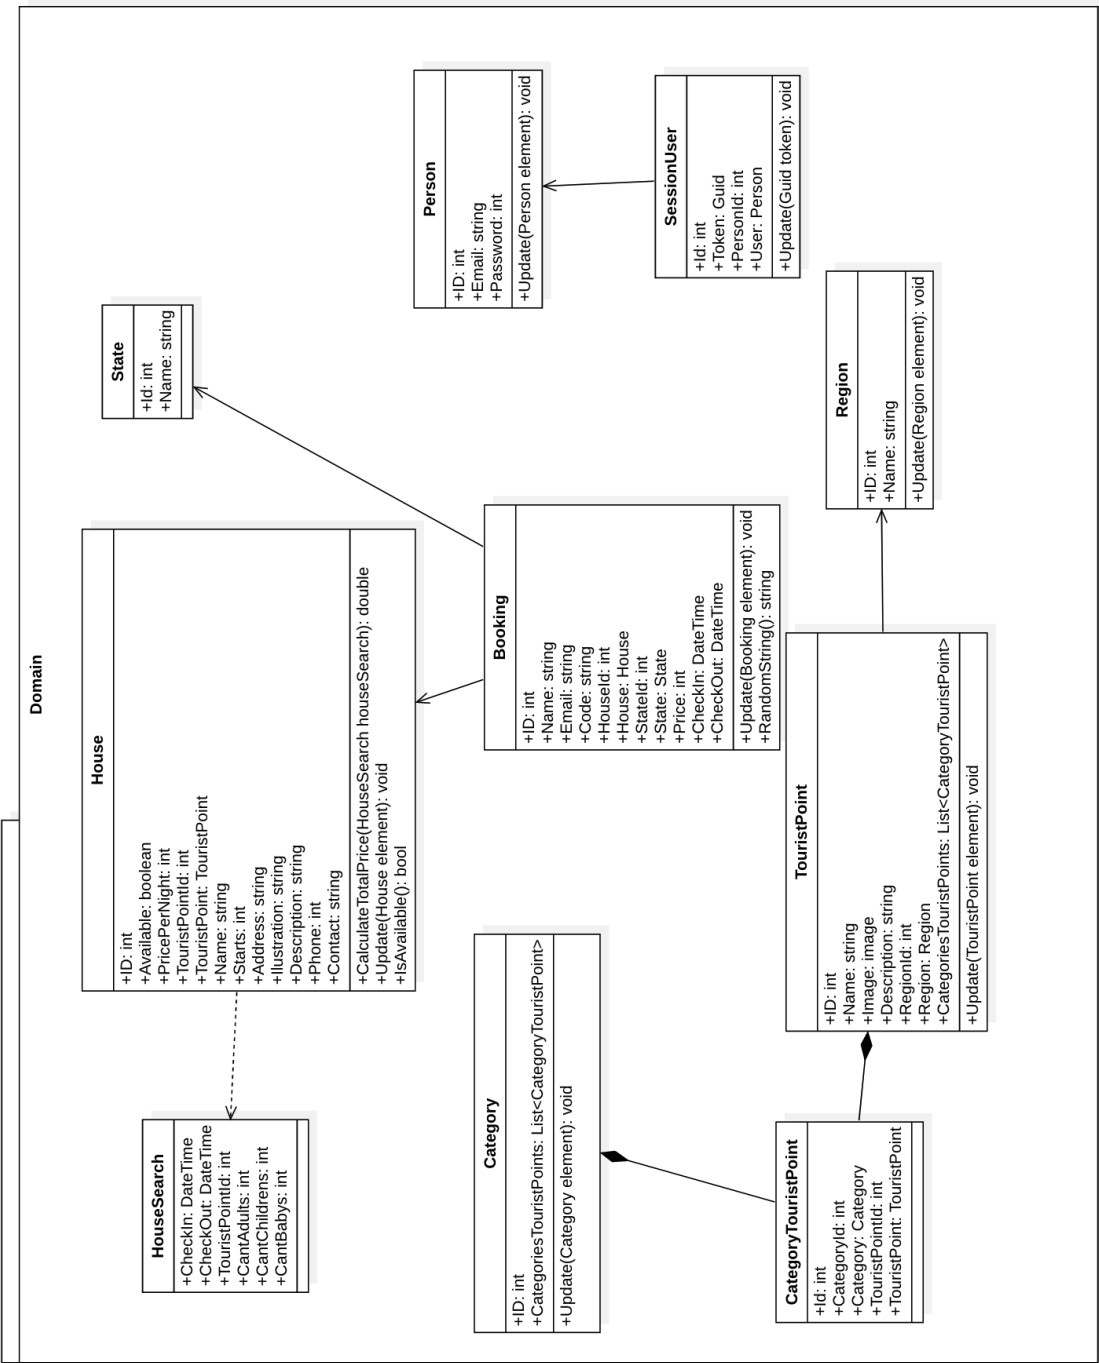 Domain
HouseSearch
+CheckIn: DateTime
+CheckOut: DateTime
+TouristPointId: int
+CantAdults: int
+CantChildrens: int
+CantBabys: int
House
+ID: int
+Available: boolean
+PricePerNight: int
+TouristPointId: int
+TouristPoint: TouristPoint
+Name: string
+Starts: int
+Address: string
+Ilustration: string
+Description: string
+Phone: int
+Contact: string
+CalculateTotalPrice(HouseSearch houseSearch): double
+Update(House element): void
+IsAvailable(): bool
State
+Id: int
+Name: string
Category
+ID: int
+CategoriesTouristPoints: List<CategoryTouristPoint>
+Update(Category element): void
Booking
+ID: int
+Name: string
+Email: string
+Code: string
+HouseId: int
+House: House
+StateId: int
+State: State
+Price: int
+CheckIn: DateTime
+CheckOut: DateTime
+Update(Booking element): void
+RandomString(): string
Person
+ID: int
+Email: string
+Password: int
+Update(Person element): void
SessionUser
+Id: int
+Token: Guid
+PersonId: int
+User: Person
+Update(Guid token): void
CategoryTouristPoint
+Id: int
+CategoryId: int
+Category: Category
+TouristPointId: int
+TouristPoint: TouristPoint
TouristPoint
+ID: int
+Name: string
+Image: image
+Description: string
+RegionId: int
+Region: Region
+CategoriesTouristPoints: List<CategoryTouristPoint>
+Update(TouristPoint element): void
Region
+ID: int
+Name: string
+Update(Region element): void